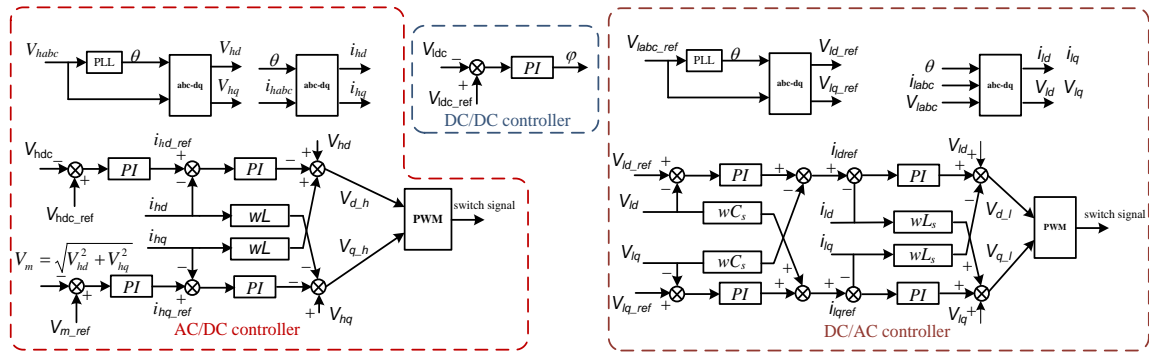 V_habc
PLL
θ
abc-dq
V_hd
V_hq
θ
i_habc
abc-dq
i_hd
i_hq
V_hdc
−
+
V_hdc_ref
PI
i_hd_ref
+
−
PI
−
+
+
V_hd
i_hd
wL
i_hq
wL
V_m = √(V_hd² + V_hq²)
−
+
V_m_ref
PI
i_hq_ref
−
+
PI
−
−
+
V_hq
V_d_h
V_q_h
PWM
switch signal
AC/DC controller
V_ldc
−
+
V_ldc_ref
PI
φ
DC/DC controller
V_labc_ref
PLL
θ
abc-dq
V_ld_ref
V_lq_ref
θ
i_labc
V_labc
abc-dq
i_ld i_lq
V_ld V_lq
V_ld_ref
+
−
PI
+
−
i_ldref
+
−
PI
+
−
V_ld
+
V_ld
wC_s
i_ld
wL_s
V_lq
wC_s
i_lq
wL_s
V_lq_ref
−
+
PI
+
+
i_lqref
−
+
PI
+
+
V_lq
+
V_d_l
V_q_l
PWM
switch signal
DC/AC controller